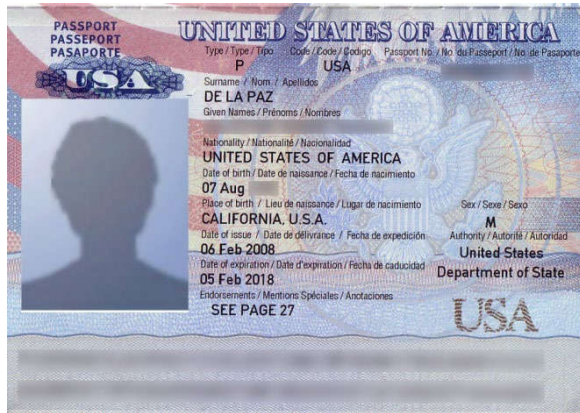 PASSPORT
PASSEPORT
PASAPORTE
USA
UNITED STATES OF AMERICA
Type / Type / Tipo Code / Code / Codigo Passport No. / No. du Passeport / No. de Pasaporte
P USA
Surname / Nom / Apellidos
DE LA PAZ
Given Names / Prénoms / Nombres
Nationality / Nationalité / Nacionalidad
UNITED STATES OF AMERICA
Date of birth / Date de naissance / Fecha de nacimiento
07 Aug
Place of birth / Lieu de naissance / Lugar de nacimiento Sex / Sexe / Sexo
CALIFORNIA, U.S.A. M
Date of issue / Date de délivrance / Fecha de expedición Authority / Autorité / Autoridad
06 Feb 2008 United States
Date of expiration / Date d'expiration / Fecha de caducidad Department of State
05 Feb 2018
Endorsements / Mentions Spéciales / Anotaciones
SEE PAGE 27
USA